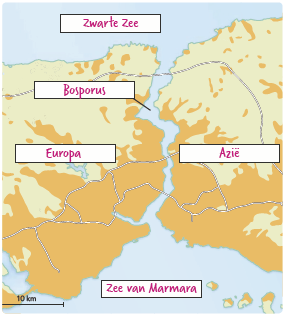 Zwarte Zee
Bosporus
Europa
Azië
Zee van Marmara
10 km